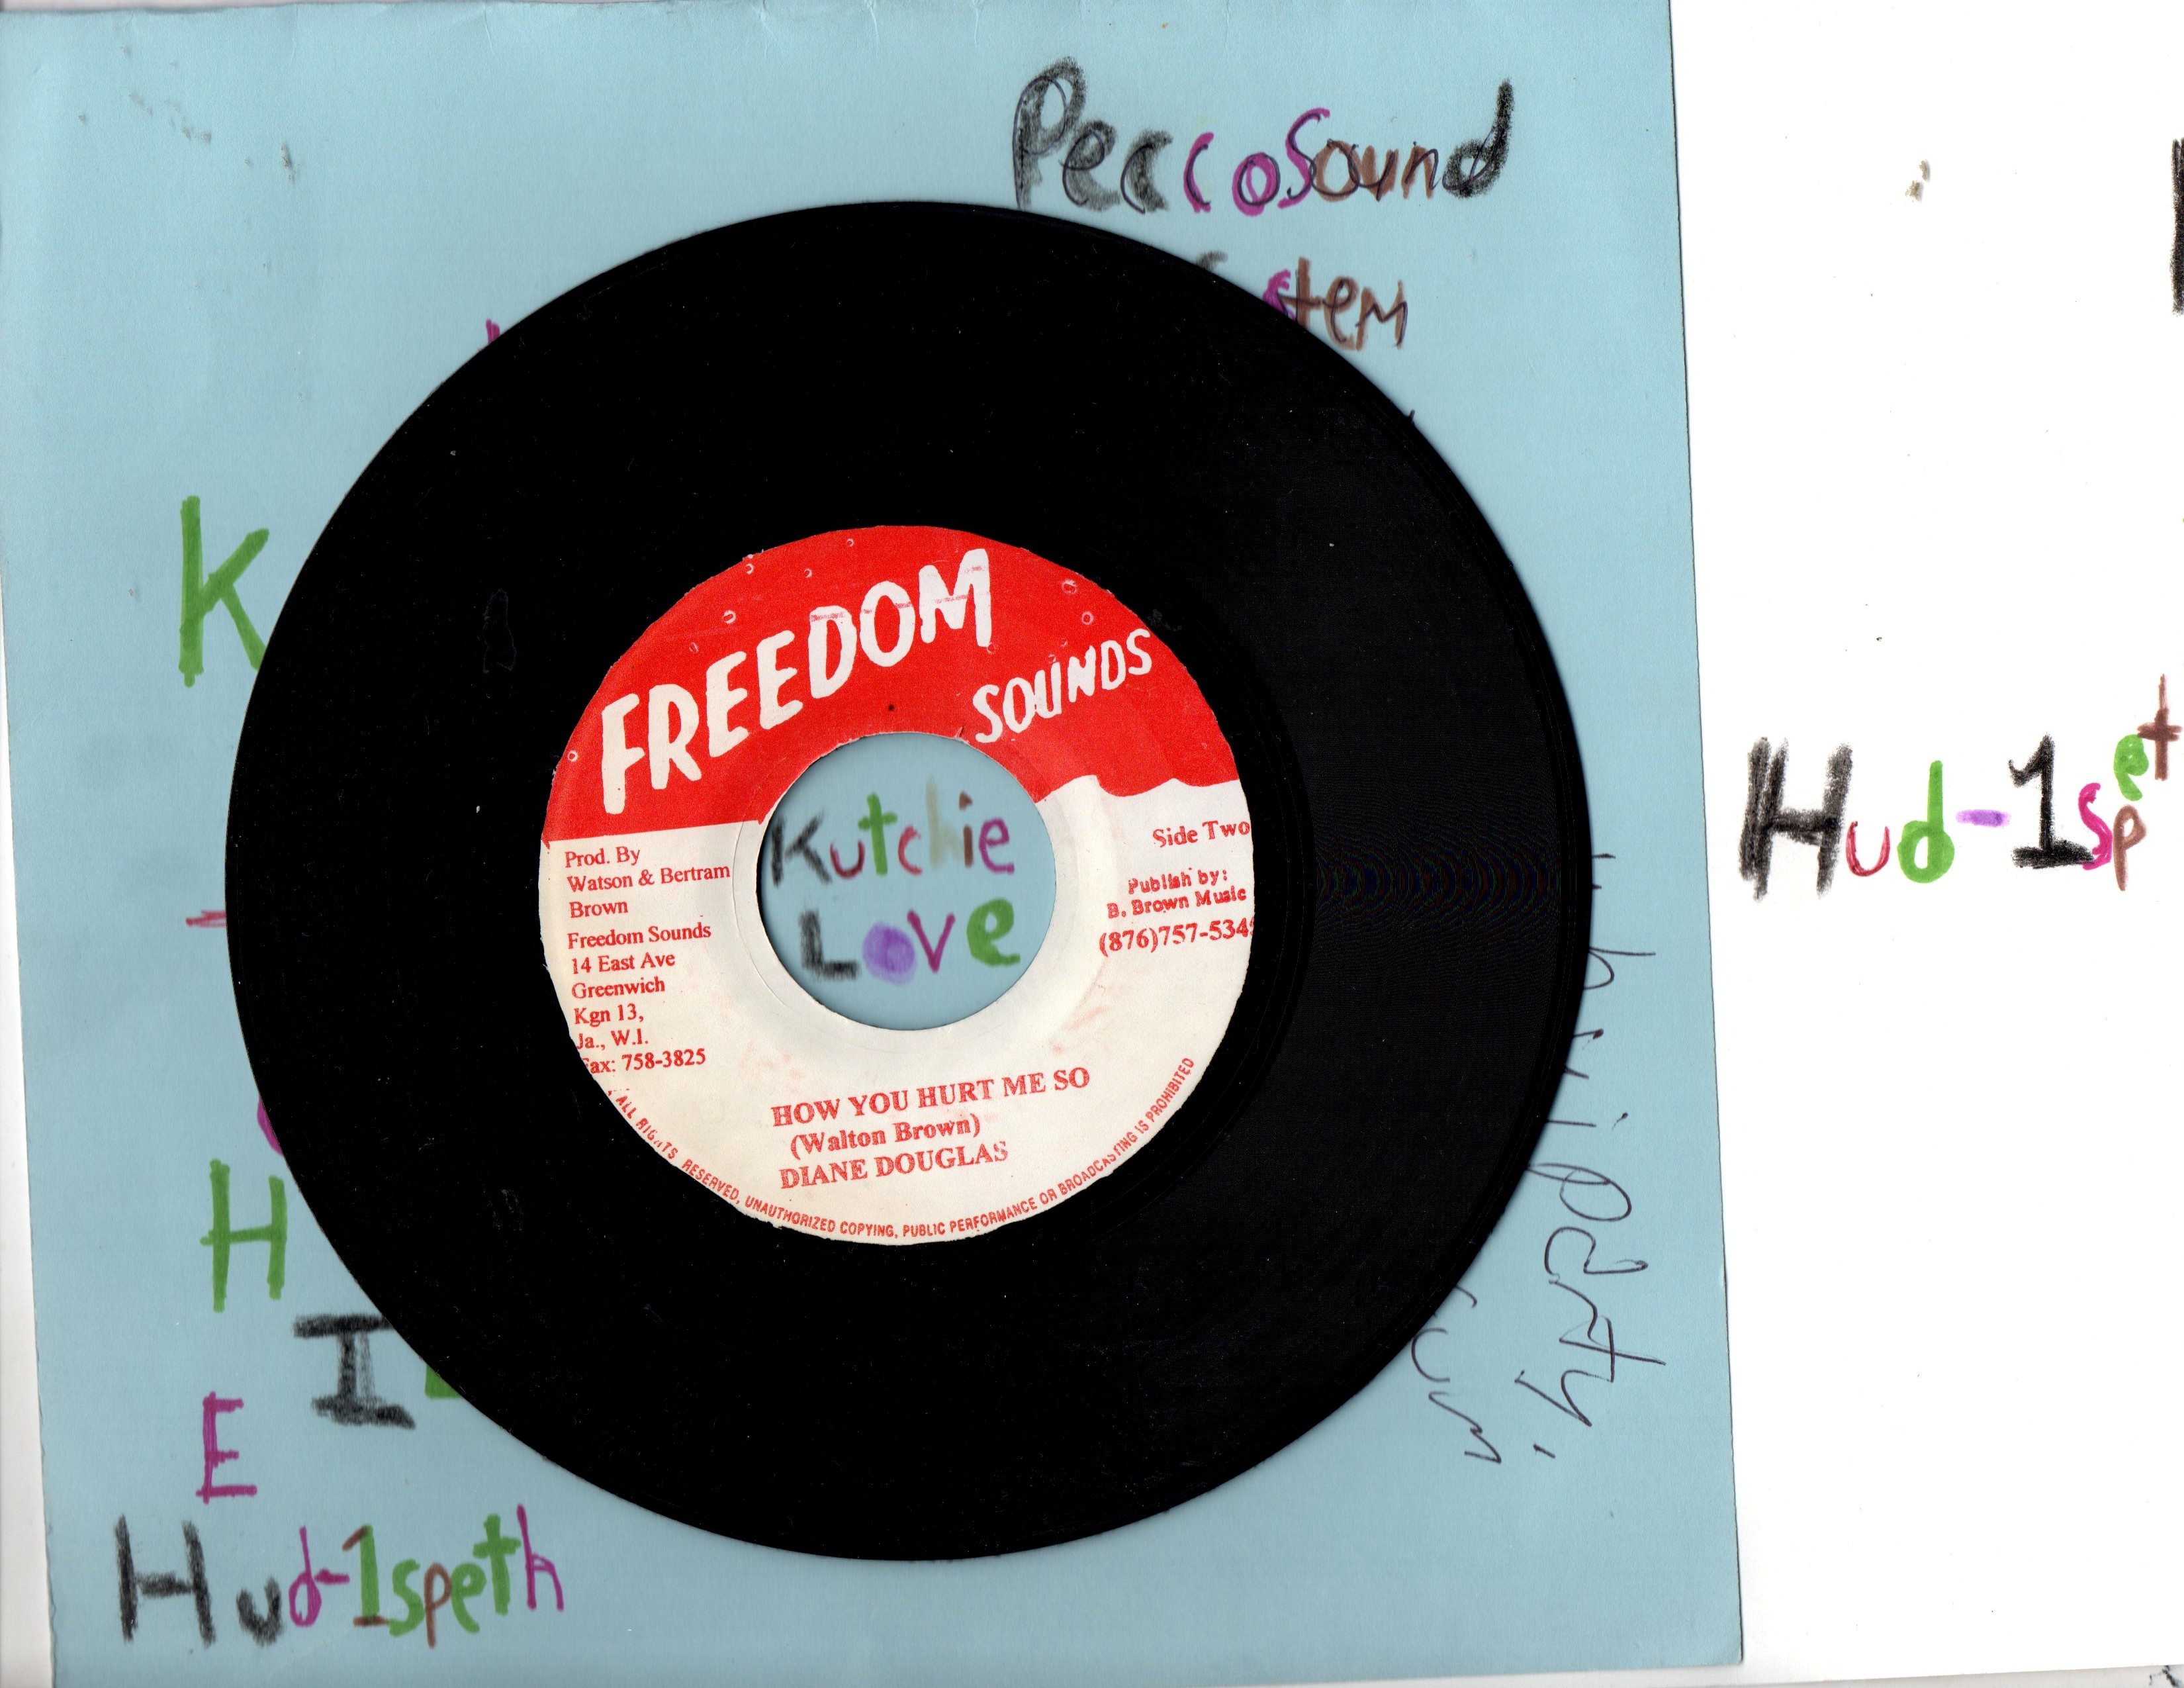 PeccoSound
stem
K
FREEDOM
SOUNDS
Kutchie
Love
Prod. By
Watson & Bertram
Brown
Freedom Sounds
14 East Ave
Greenwich
Kgn 13,
Ja., W.I.
ax: 758-3825
Side Two
Publish by:
B. Brown Music
(876)757-534
HOW YOU HURT ME SO
(Walton Brown)
DIANE DOUGLAS
ALL RIGHTS RESERVED, UNAUTHORIZED COPYING, PUBLIC PERFORMANCE OR BROADCASTING IS PROHIBITED
H
I
E
Hud-1speth
Hud-1spet